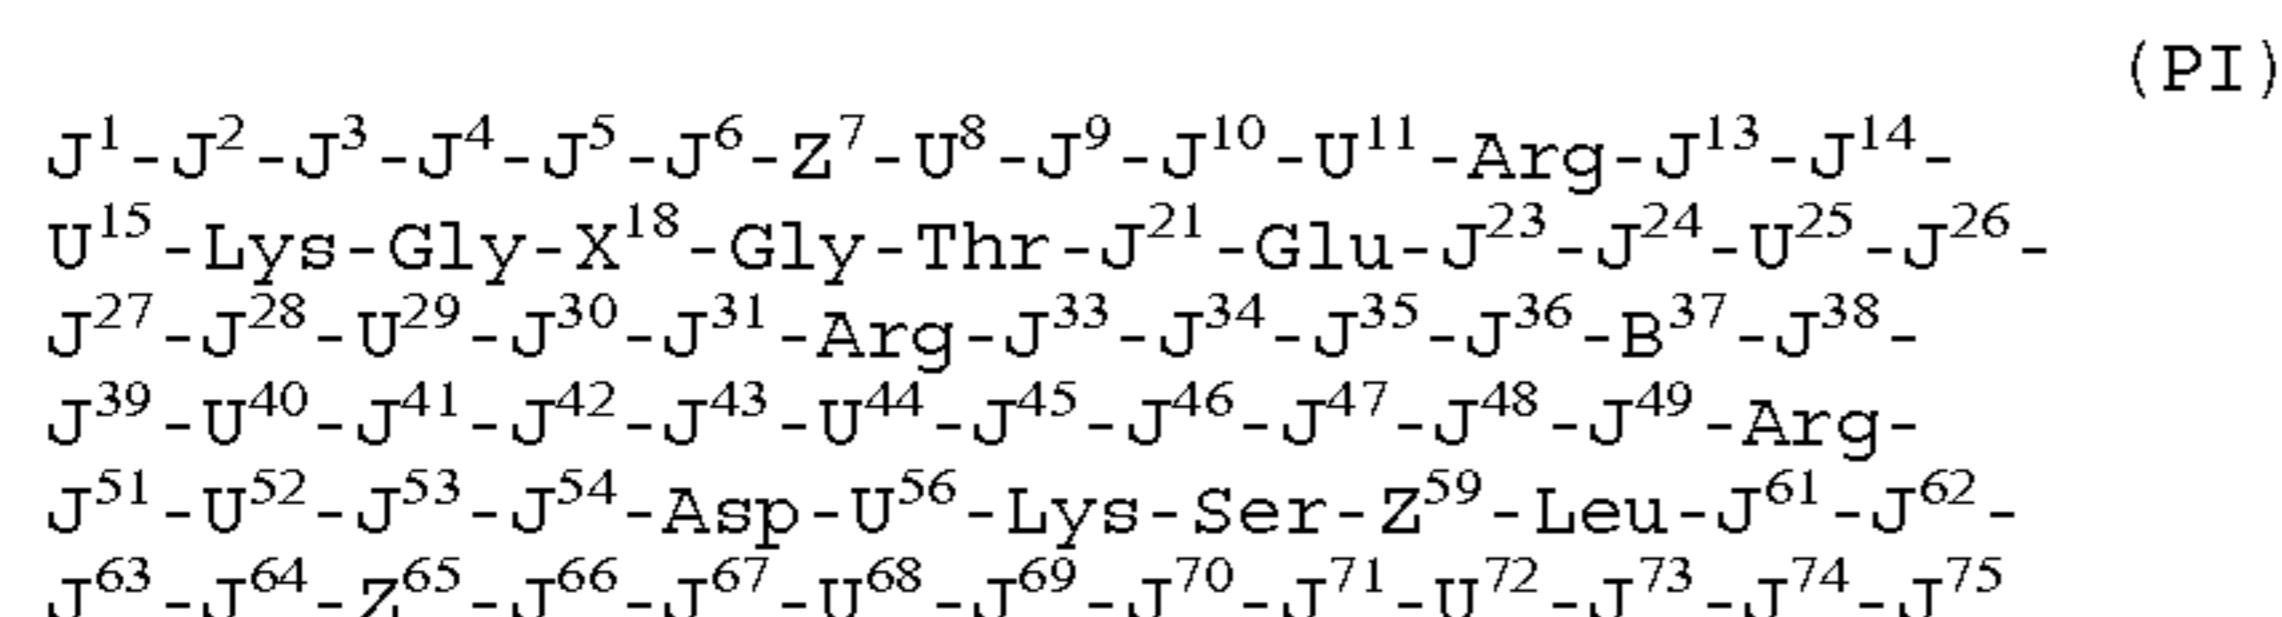 (PI)
J¹-J²-J³-J⁴-J⁵-J⁶-Z⁷-U⁸-J⁹-J¹⁰-U¹¹-Arg-J¹³-J¹⁴-
U¹⁵-Lys-Gly-X¹⁸-Gly-Thr-J²¹-Glu-J²³-J²⁴-U²⁵-J²⁶-
J²⁷-J²⁸-U²⁹-J³⁰-J³¹-Arg-J³³-J³⁴-J³⁵-J³⁶-B³⁷-J³⁸-
J³⁹-U⁴⁰-J⁴¹-J⁴²-J⁴³-U⁴⁴-J⁴⁵-J⁴⁶-J⁴⁷-J⁴⁸-J⁴⁹-Arg-
J⁵¹-U⁵²-J⁵³-J⁵⁴-Asp-U⁵⁶-Lys-Ser-Z⁵⁹-Leu-J⁶¹-J⁶²-
J⁶³-J⁶⁴-Z⁶⁵-J⁶⁶-J⁶⁷-U⁶⁸-J⁶⁹-J⁷⁰-J⁷¹-U⁷²-J⁷³-J⁷⁴-J⁷⁵